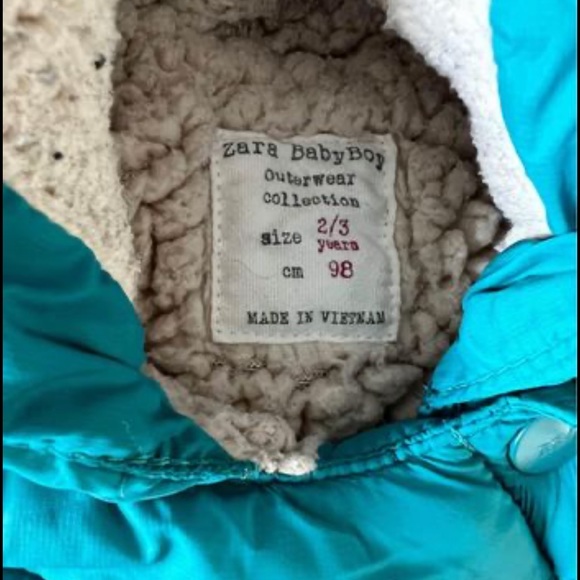 Zara BabyBoy
Outerwear
collection
size 2/3
years
cm 98
MADE IN VIETNAM